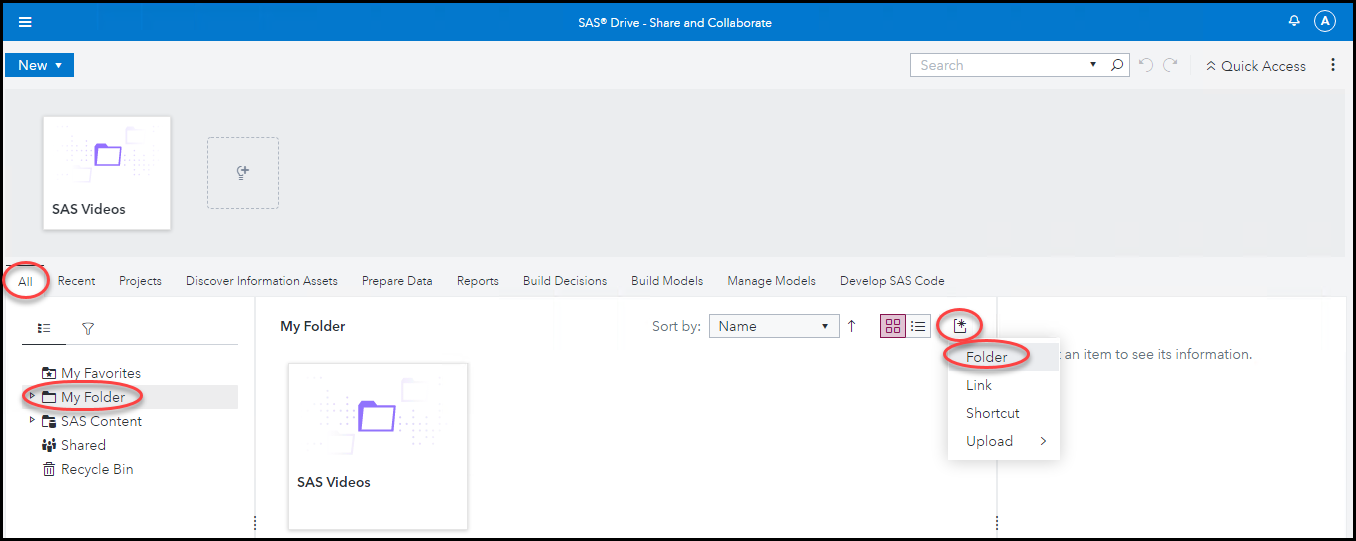 SAS® Drive - Share and Collaborate
A
New
Search
Quick Access
SAS Videos
All
Recent
Projects
Discover Information Assets
Prepare Data
Reports
Build Decisions
Build Models
Manage Models
Develop SAS Code
My Favorites
My Folder
SAS Content
Shared
Recycle Bin
My Folder
Sort by:
Name
SAS Videos
Folder
Link
Shortcut
Upload
an item to see its information.